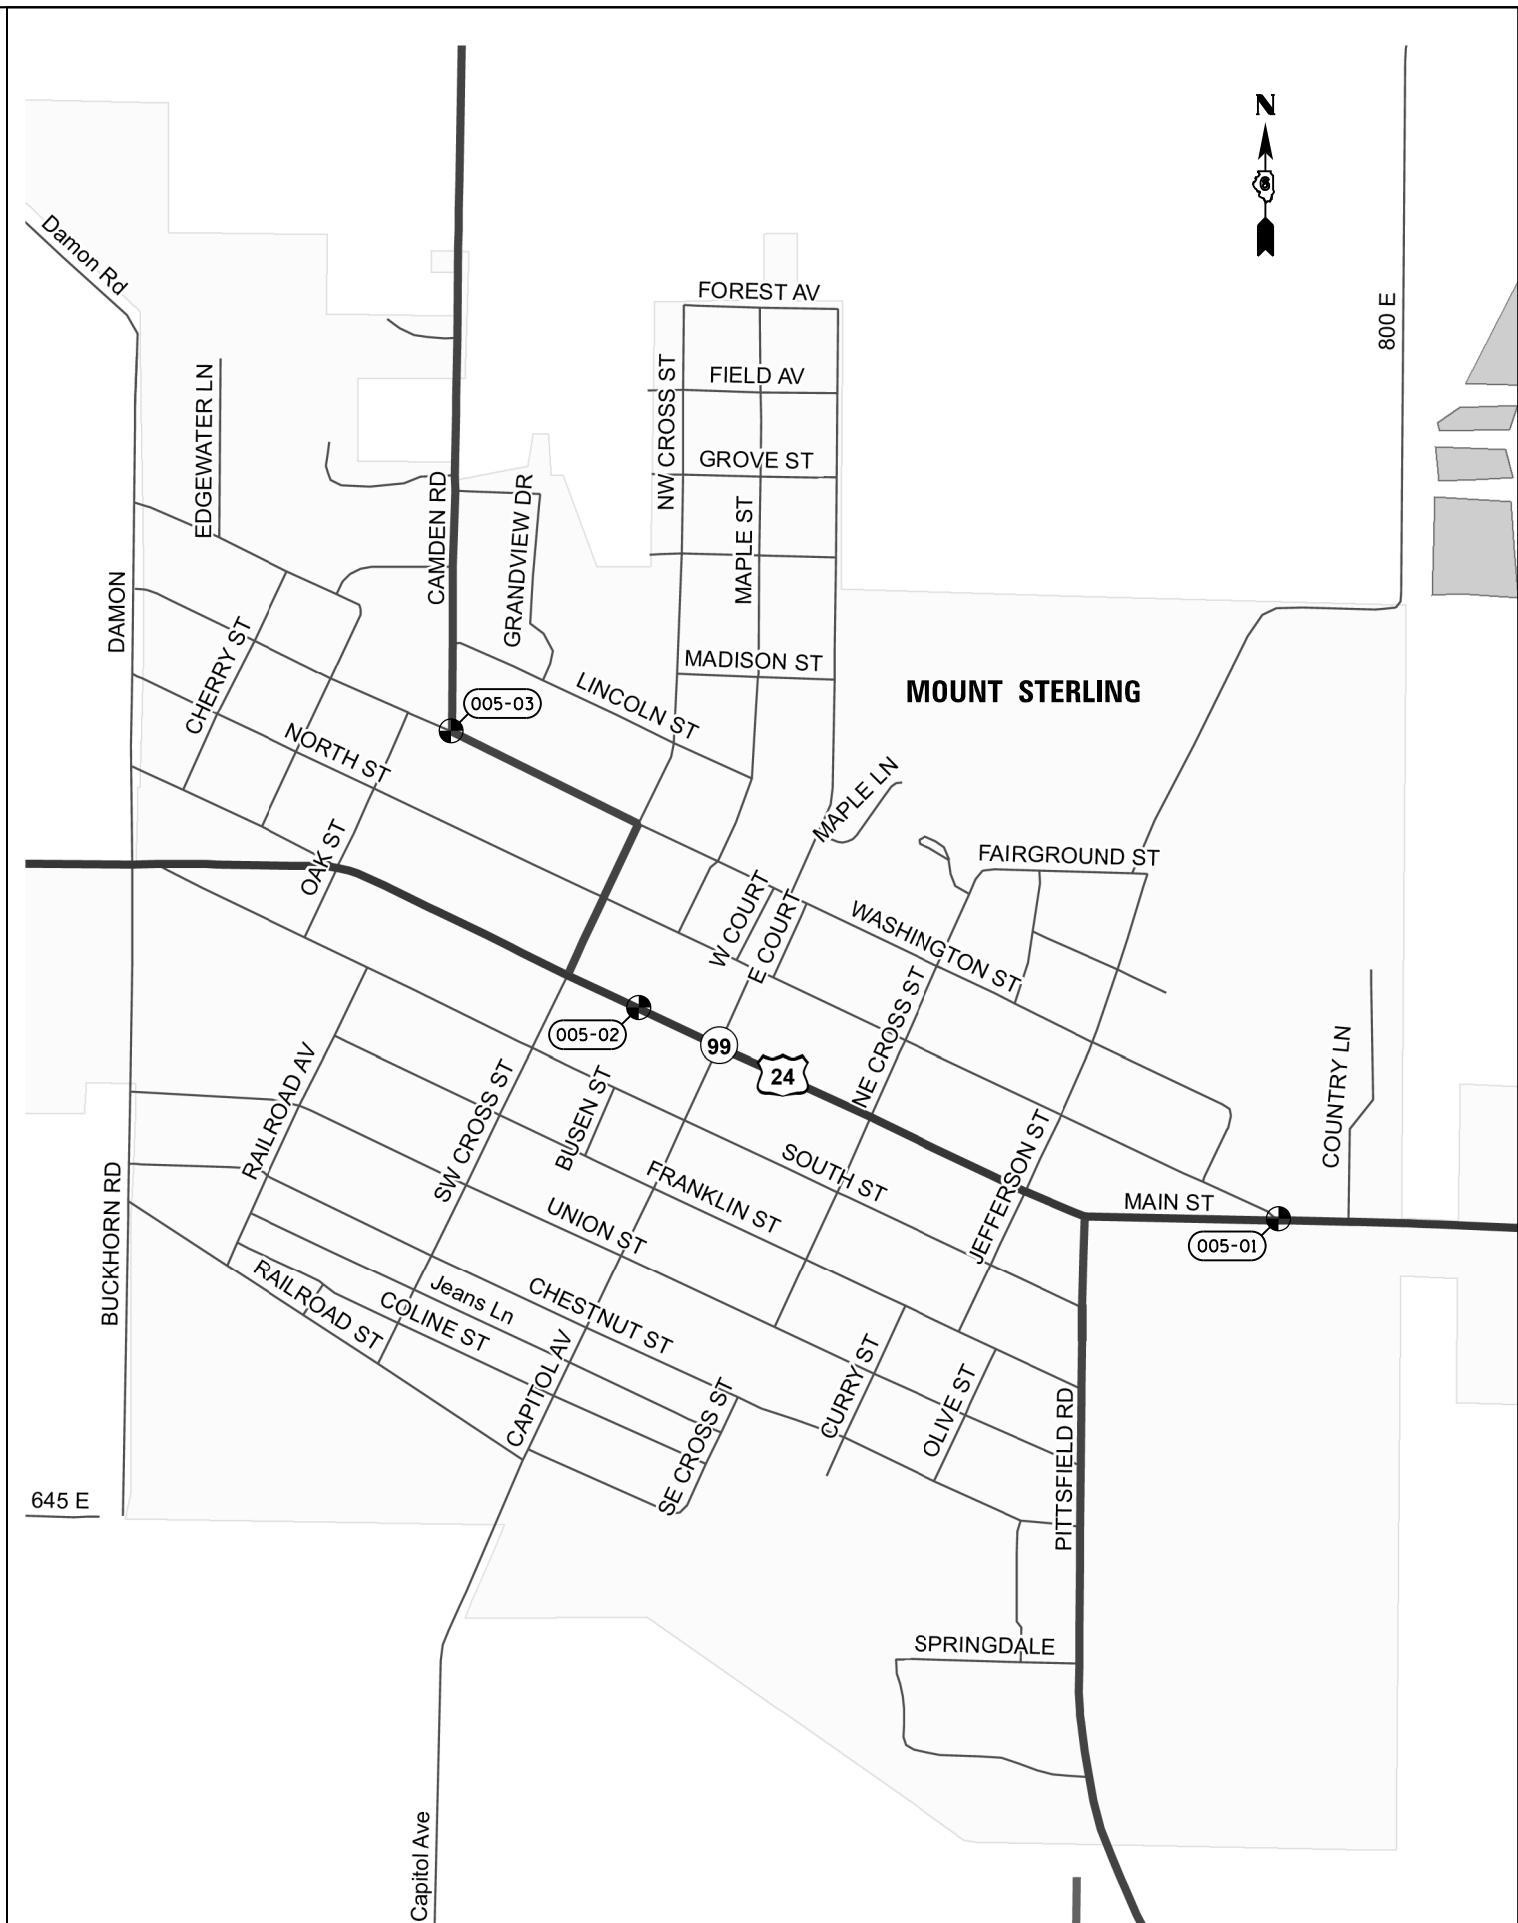 N
6
Damon Rd
800 E
FOREST AV
FIELD AV
EDGEWATER LN
NW CROSS ST
GROVE ST
CAMDEN RD
GRANDVIEW DR
MAPLE ST
DAMON
CHERRY ST
MADISON ST
LINCOLN ST
MOUNT STERLING
005-03
NORTH ST
MAPLE LN
OAK ST
FAIRGROUND ST
W COURT
E COURT
WASHINGTON ST
NE CROSS ST
005-02
99
24
COUNTRY LN
RAILROAD AV
SW CROSS ST
BUSEN ST
SOUTH ST
JEFFERSON ST
FRANKLIN ST
MAIN ST
005-01
BUCKHORN RD
UNION ST
RAILROAD ST
Jeans Ln
COLINE ST
CHESTNUT ST
CAPITOL AV
CURRY ST
OLIVE ST
SE CROSS ST
PITTSFIELD RD
645 E
SPRINGDALE
Capitol Ave